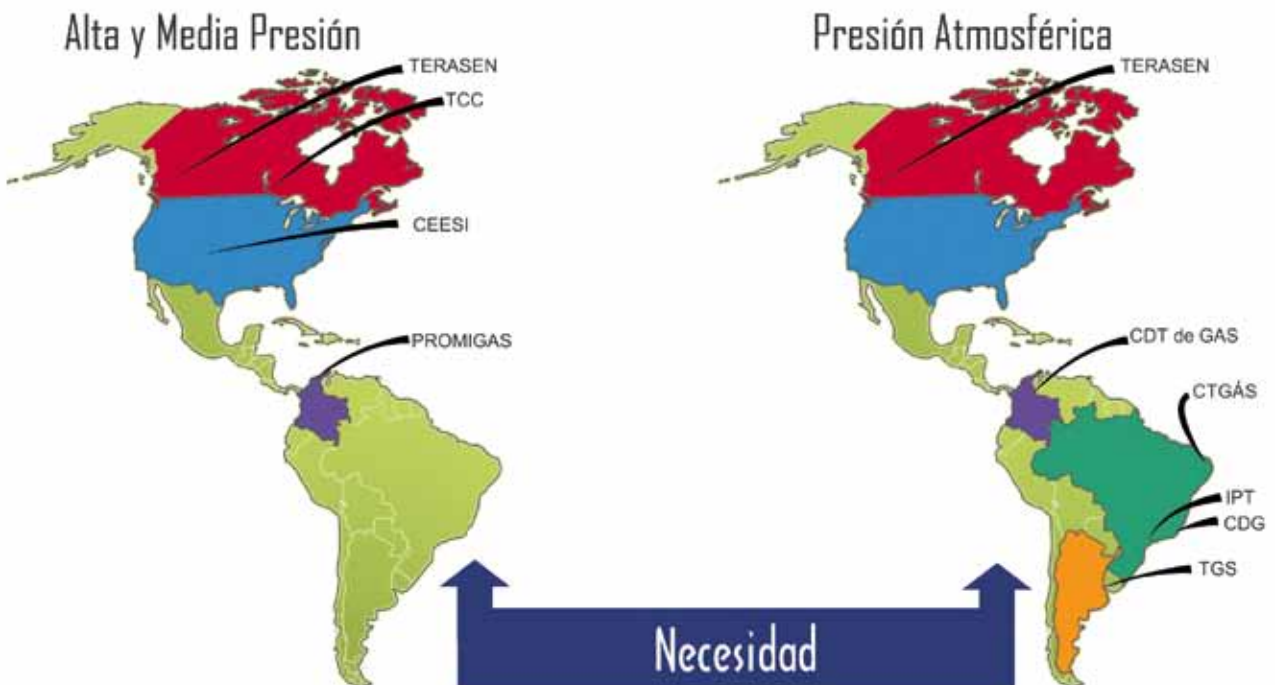 Alta y Media Presión
TERASEN
TCC
CEESI
PROMIGAS
Presión Atmosférica
TERASEN
CDT de GAS
CTGÁS
IPT
CDG
TGS
Necesidad